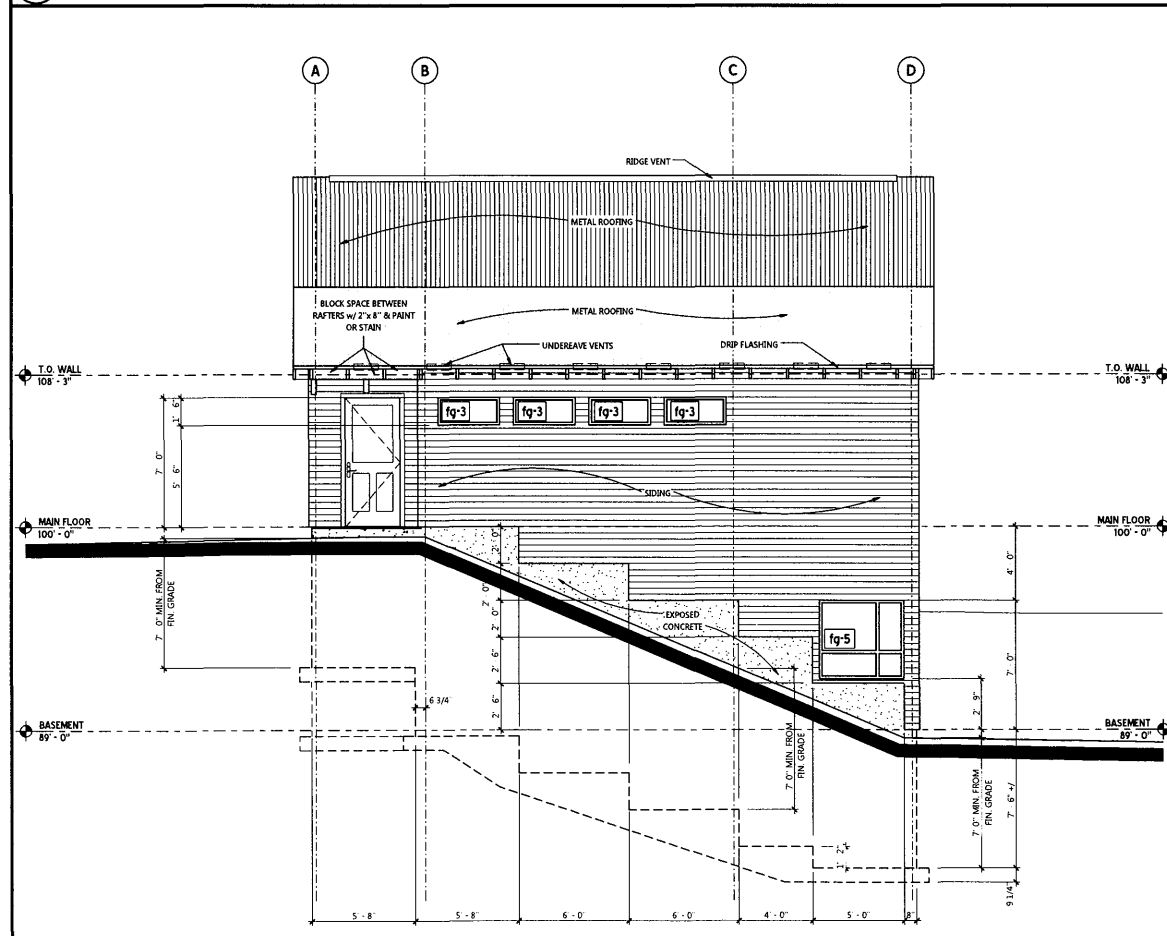 A
B
C
D
RIDGE VENT
METAL ROOFING
BLOCK SPACE BETWEEN
RAFTERS w/ 2"x 8" & PAINT
OR STAIN
METAL ROOFING
UNDEREAVE VENTS
DRIP FLASHING
T.O. WALL
108' - 3"
T.O. WALL
108' - 3"
fg-3
fg-3
fg-3
fg-3
1' 6"
7' 0"
5' 6"
SIDING
MAIN FLOOR
100' - 0"
MAIN FLOOR
100' - 0"
2' 0"
4' 0"
7' 0" MIN. FROM
FIN. GRADE
2' 0"
2' 0"
EXPOSED
CONCRETE
fg-5
2' 6"
7' 0"
6 3/4"
2' 6"
2' 9"
BASEMENT
89' - 0"
BASEMENT
89' - 0"
7' 0" MIN. FROM
FIN. GRADE
7' 0" MIN. FROM
FIN. GRADE
7' 6" +/
1' 2"
9 1/4"
5' - 8"
5' - 8"
6' - 0"
6' - 0"
4' - 0"
5' - 0"
8"